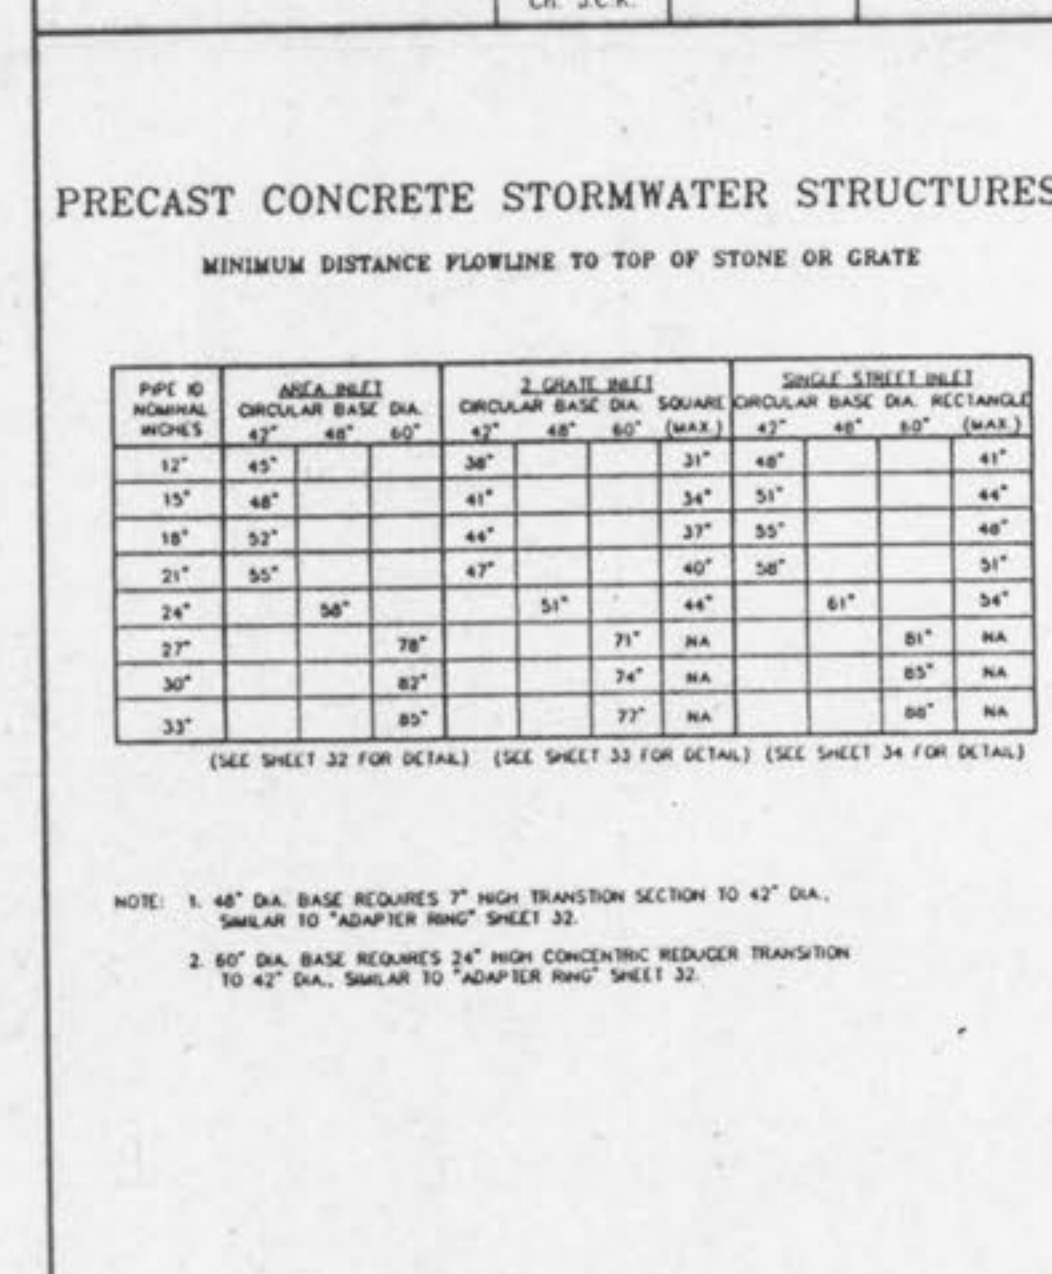 CH. J.C.R.
PRECAST CONCRETE STORMWATER STRUCTURES
MINIMUM DISTANCE FLOWLINE TO TOP OF STONE OR GRATE
PIPE ID AREA INLET 2 GRATE INLET SINGLE STREET INLET
NOMINAL CIRCULAR BASE DIA. CIRCULAR BASE DIA. SQUARE CIRCULAR BASE DIA. RECTANGLE
INCHES 42" 48" 60" 42" 48" 60" (MAX.) 42" 48" 60" (MAX.)
12" 45" 38" 31" 48" 41"
15" 48" 41" 34" 51" 44"
18" 52" 44" 37" 55" 48"
21" 55" 47" 40" 58" 51"
24" 58" 51" 44" 61" 54"
27" 78" 71" NA 81" NA
30" 82" 74" NA 85" NA
33" 85" 77" NA 88" NA
(SEE SHEET 32 FOR DETAIL) (SEE SHEET 33 FOR DETAIL) (SEE SHEET 34 FOR DETAIL)
NOTE: 1. 48" DIA. BASE REQUIRES 7" HIGH TRANSTION SECTION TO 42" DIA.,
SIMILAR TO "ADAPTER RING" SHEET 32.
2. 60" DIA. BASE REQUIRES 24" HIGH CONCENTRIC REDUCER TRANSITION
TO 42" DIA., SIMILAR TO "ADAPTER RING" SHEET 32.